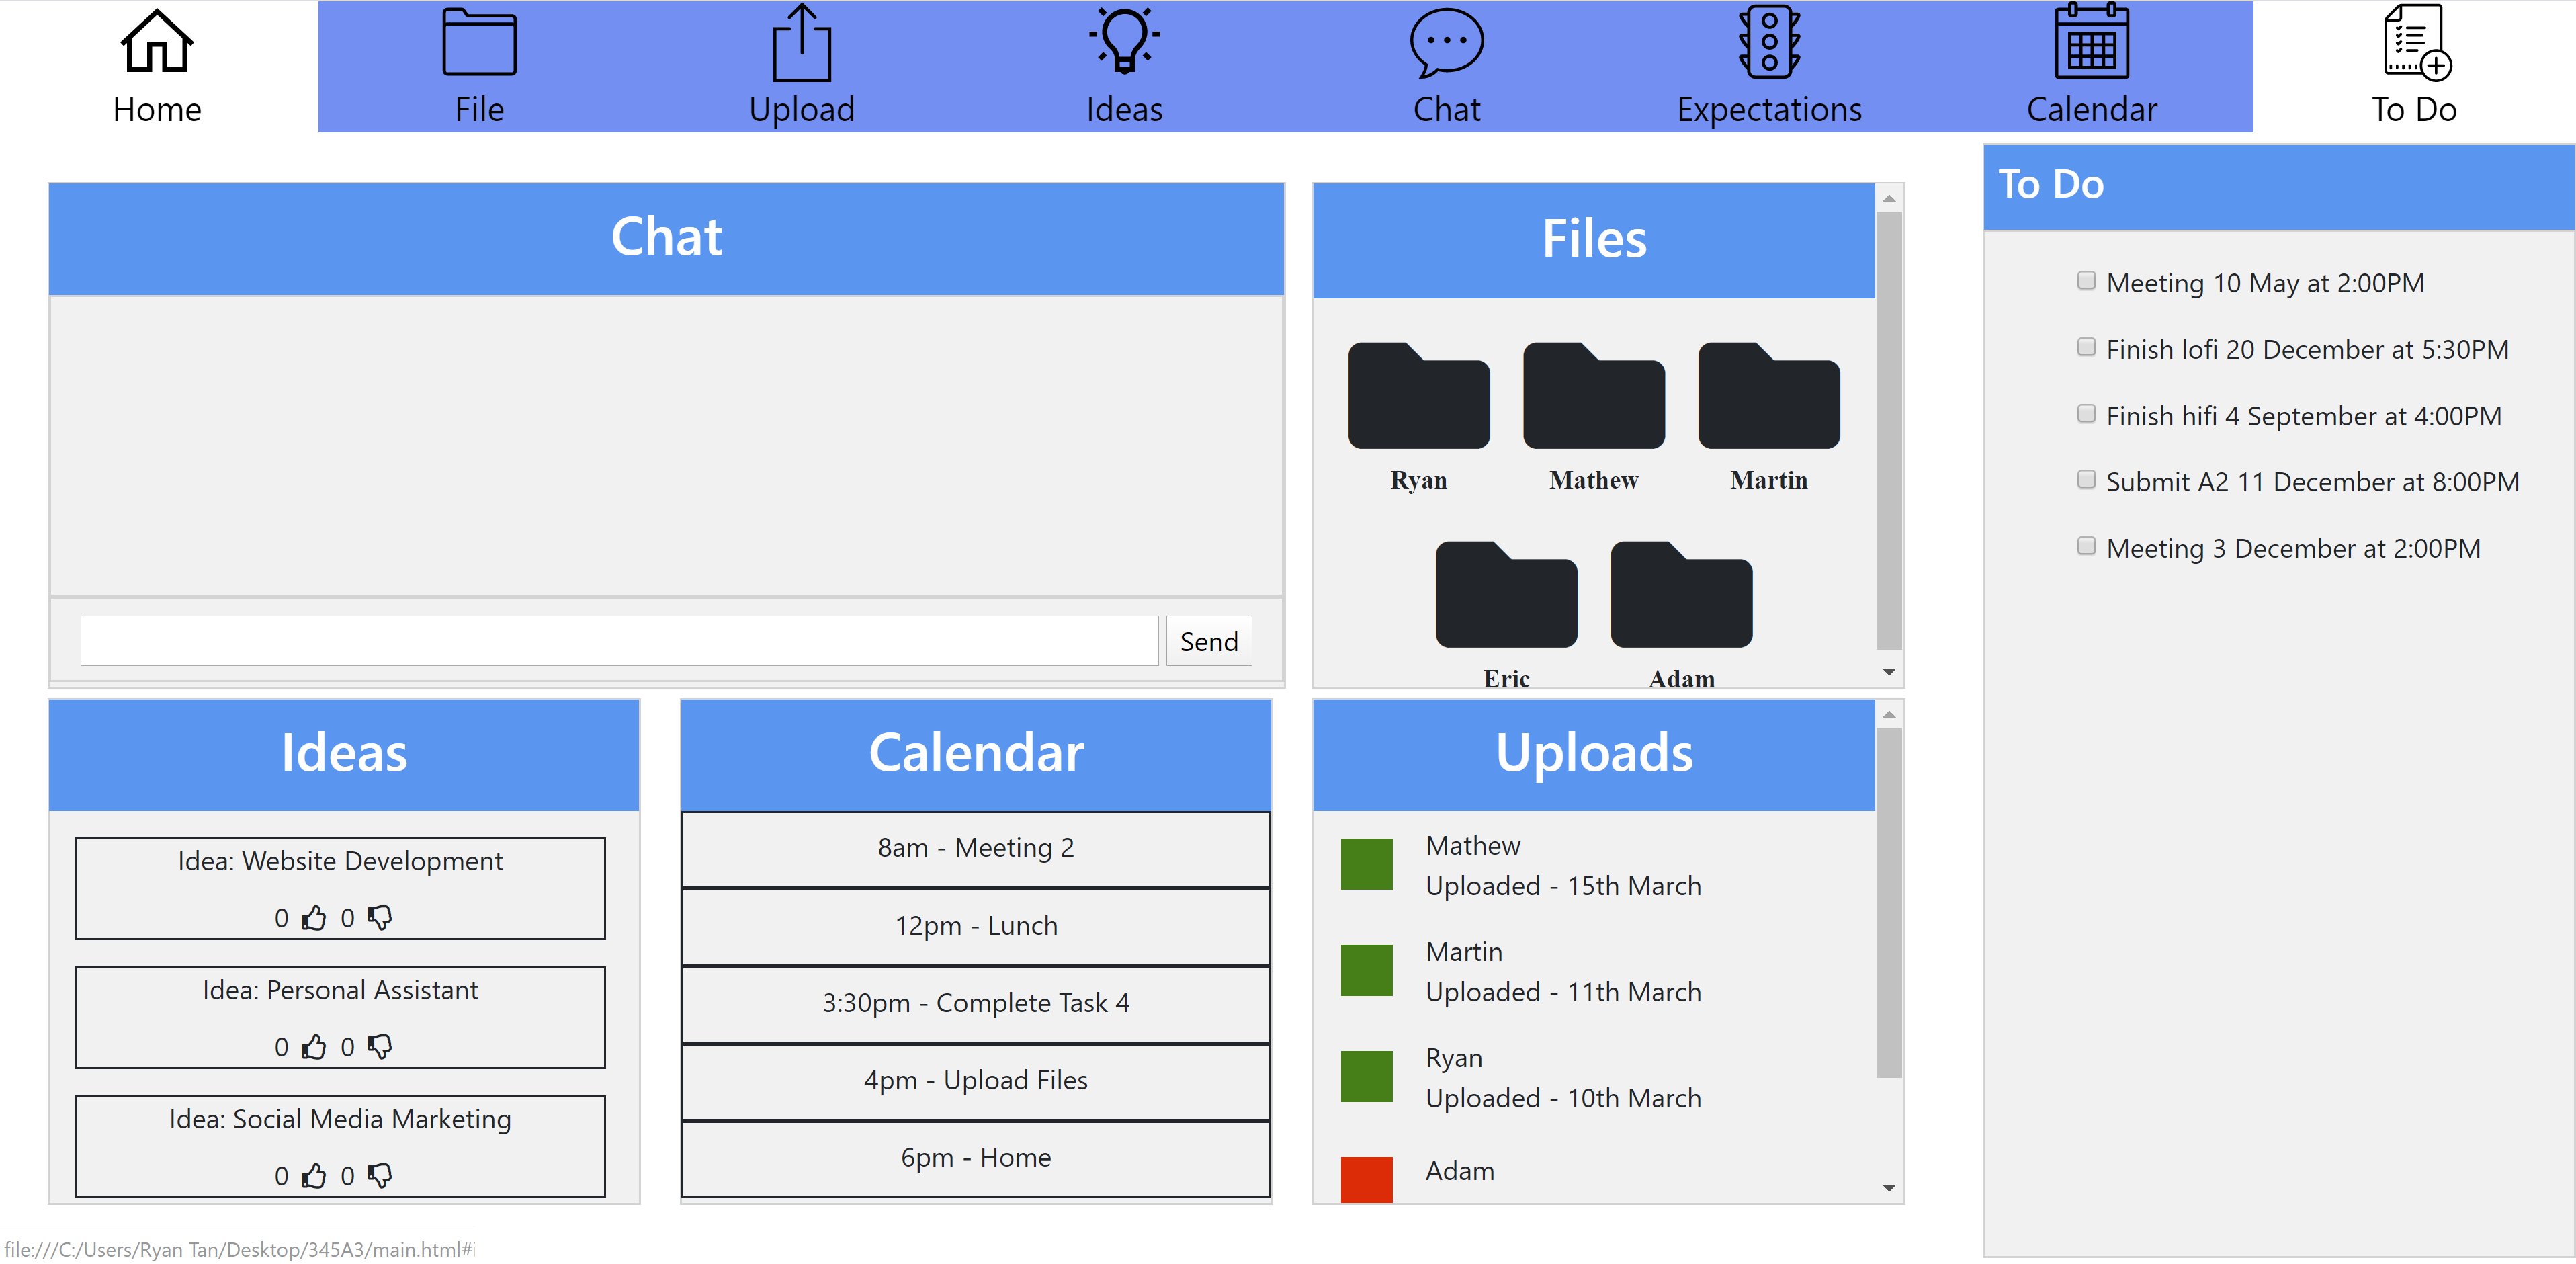 Home
File
Upload
Ideas
Chat
Expectations
Calendar
To Do
Chat
Send
Files
Ryan
Mathew
Martin
Eric
Adam
To Do
Meeting 10 May at 2:00PM
Finish lofi 20 December at 5:30PM
Finish hifi 4 September at 4:00PM
Submit A2 11 December at 8:00PM
Meeting 3 December at 2:00PM
Ideas
Idea: Website Development
0 0
Idea: Personal Assistant
0 0
Idea: Social Media Marketing
0 0
Calendar
8am - Meeting 2
12pm - Lunch
3:30pm - Complete Task 4
4pm - Upload Files
6pm - Home
Uploads
Mathew
Uploaded - 15th March
Martin
Uploaded - 11th March
Ryan
Uploaded - 10th March
Adam
file:///C:/Users/Ryan Tan/Desktop/345A3/main.html#